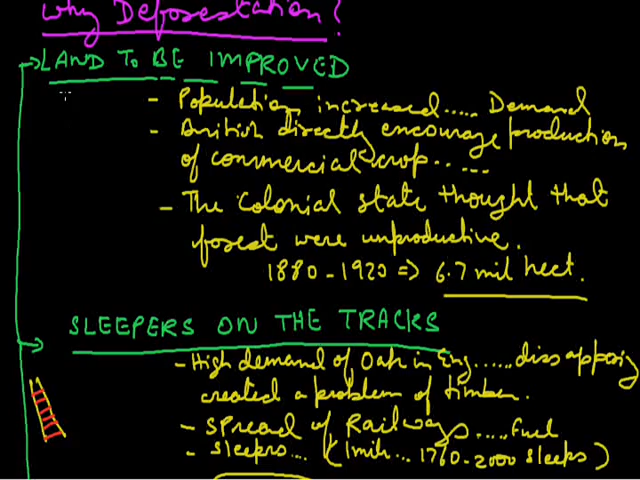 Why Deforestation?
LAND TO BE IMPROVED
- Population increased..... Demand
- British directly encourage production
of commercial crop.. ...
- The Colonial state thought that
forest were unproductive.
1880-1920 => 6.7 mil hect.
SLEEPERS ON THE TRACKS
- High demand of Oak in Eng...... dissapparing
created a problem of timber.
- Spread of Railways..... Fuel
- Sleeprs... (1 mile... 1760-2000 sleeps)